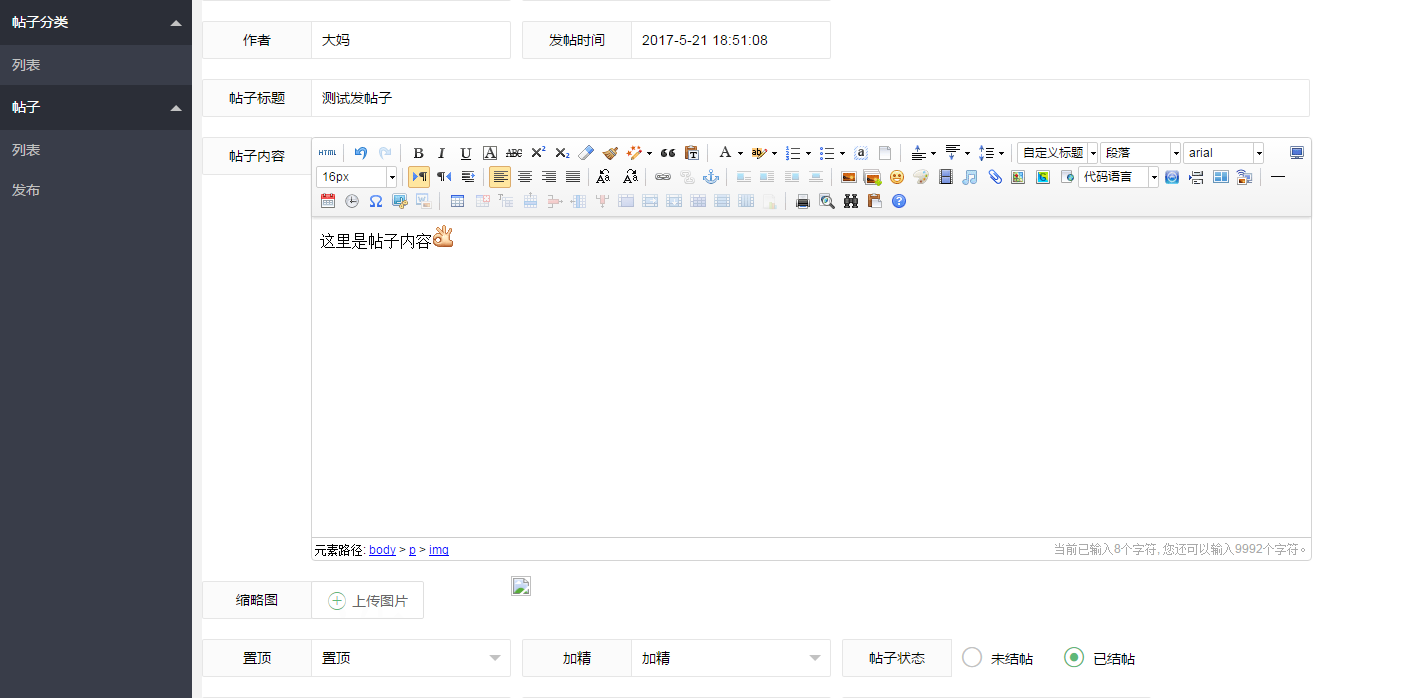 帖子分类
列表
帖子
列表
发布
作者 大妈 发帖时间 2017-5-21 18:51:08
帖子标题 测试发帖子
帖子内容
HTML B I U A ABC X² X₂ A ab a 自定义标题 段落 arial
16px 代码语言
这里是帖子内容
元素路径: body > p > img 当前已输入8个字符, 您还可以输入9992个字符。
缩略图 上传图片
置顶 置顶 加精 加精 帖子状态 未结帖 已结帖